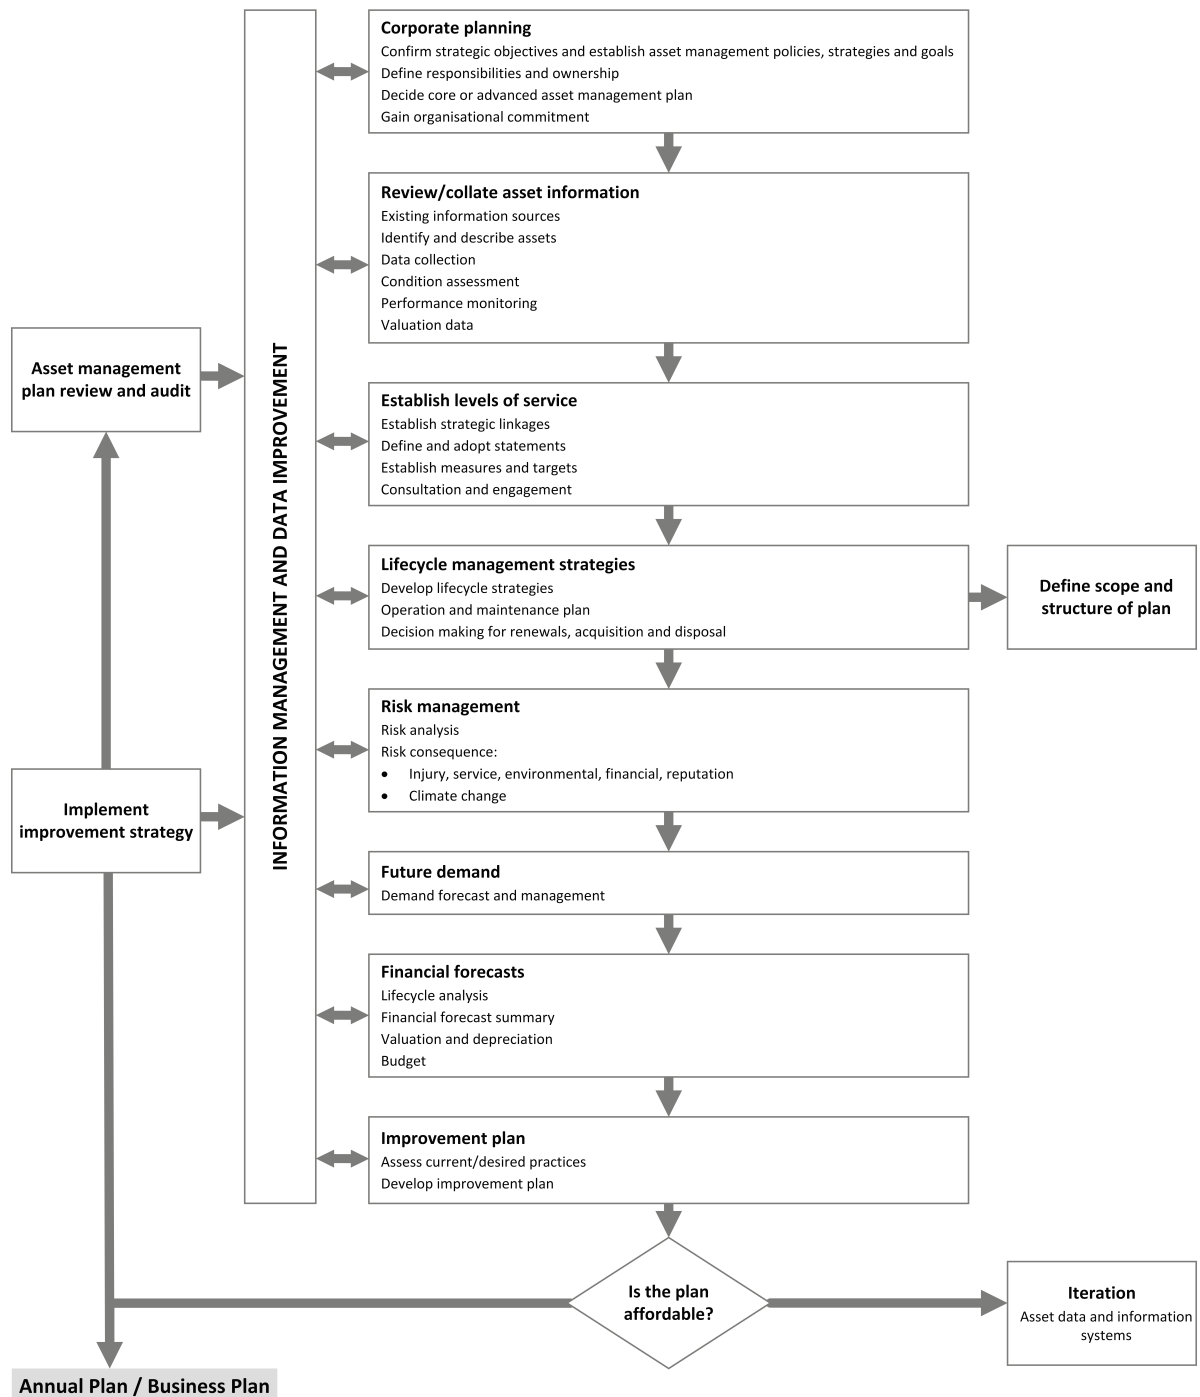 Corporate planning
Confirm strategic objectives and establish asset management policies, strategies and goals
Define responsibilities and ownership
Decide core or advanced asset management plan
Gain organisational commitment
Review/collate asset information
Existing information sources
Identify and describe assets
Data collection
Condition assessment
Performance monitoring
Valuation data
Asset management
plan review and audit
INFORMATION MANAGEMENT AND DATA IMPROVEMENT
Establish levels of service
Establish strategic linkages
Define and adopt statements
Establish measures and targets
Consultation and engagement
Lifecycle management strategies
Develop lifecycle strategies
Operation and maintenance plan
Decision making for renewals, acquisition and disposal
Define scope and
structure of plan
Risk management
Risk analysis
Risk consequence:
• Injury, service, environmental, financial, reputation
• Climate change
Implement
improvement strategy
Future demand
Demand forecast and management
Financial forecasts
Lifecycle analysis
Financial forecast summary
Valuation and depreciation
Budget
Improvement plan
Assess current/desired practices
Develop improvement plan
Is the plan
affordable?
Iteration
Asset data and information
systems
Annual Plan / Business Plan